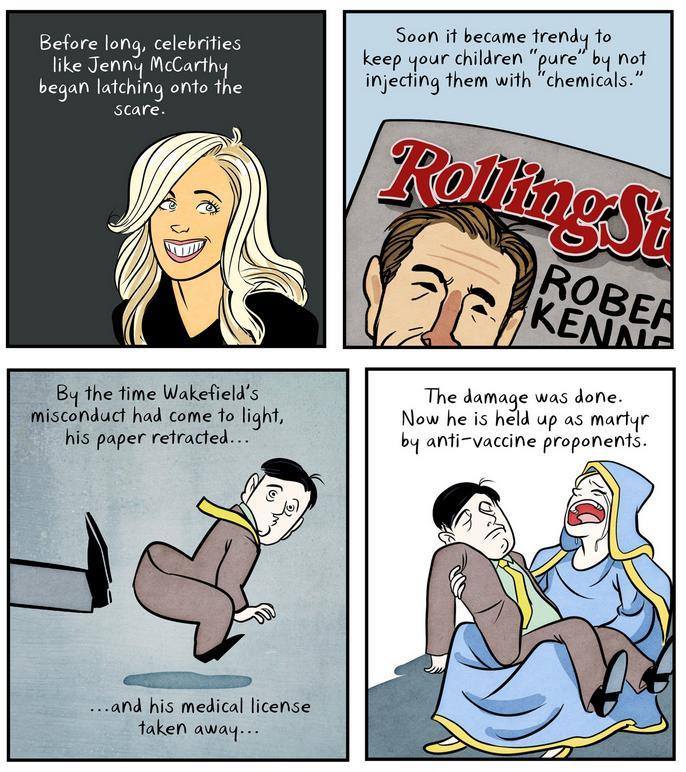 Before long, celebrities
like Jenny McCarthy
began latching onto the
scare.
Soon it became trendy to
keep your children "pure" by not
injecting them with "chemicals."
RollingSt
ROBER
KENNE
By the time Wakefield's
misconduct had come to light,
his paper retracted...
...and his medical license
taken away...
The damage was done.
Now he is held up as martyr
by anti-vaccine proponents.